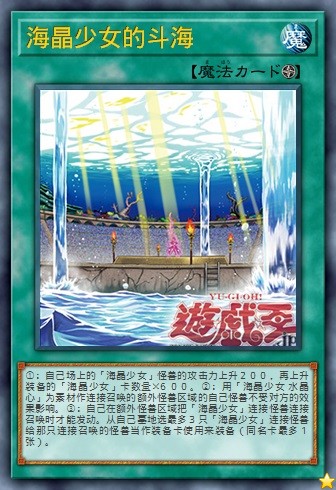 海晶少女的斗海
魔
【魔法カード】
YU-GI-OH!
遊戯王
①：自己场上的「海晶少女」怪兽的攻击力上升２００，再上升
装备的「海晶少女」卡数量×６００。②：用「海晶少女 水晶
心」为素材作连接召唤的额外怪兽区域的自己怪兽不受对方的效
果影响。③：自己在额外怪兽区域把「海晶少女」连接怪兽连接
召唤时才能发动。从自己墓地选最多３只「海晶少女」连接怪兽
给那只连接召唤的怪兽当作装备卡使用来装备（同名卡最多１
张）。